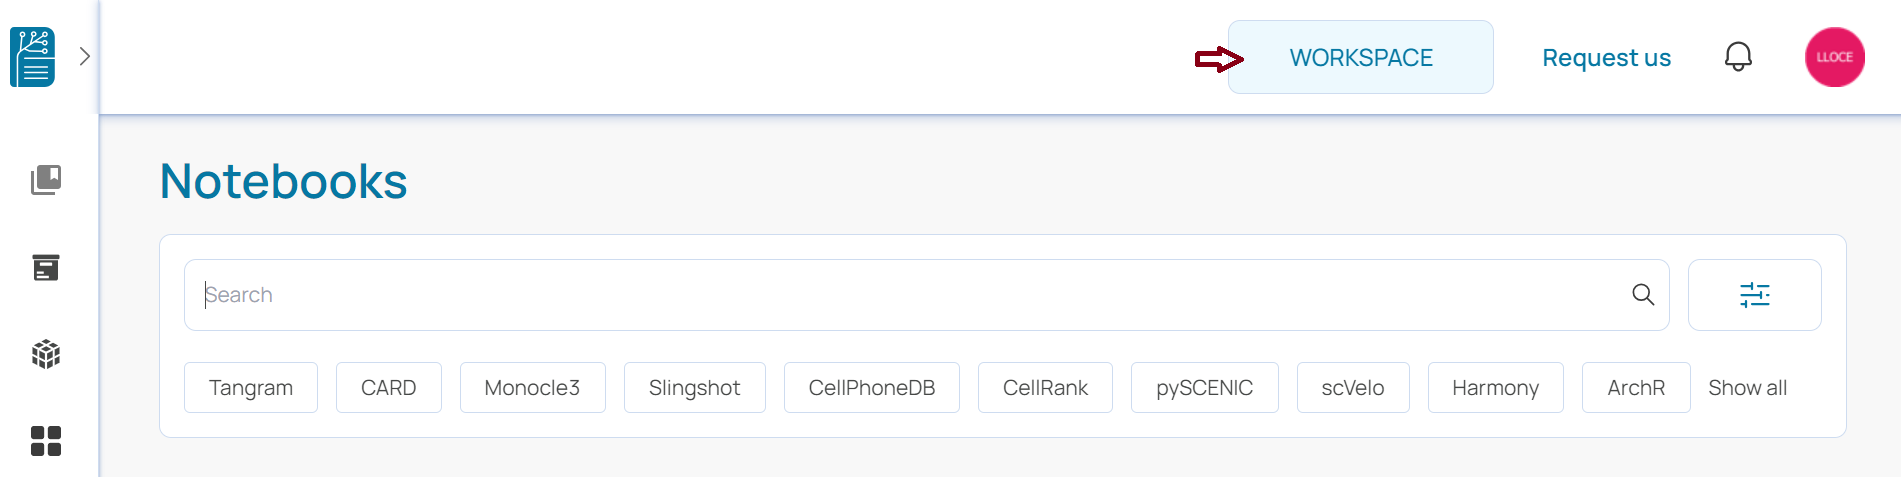 WORKSPACE Request us LLOCE
Notebooks
Search
Tangram CARD Monocle3 Slingshot CellPhoneDB CellRank pySCENIC scVelo Harmony ArchR Show all